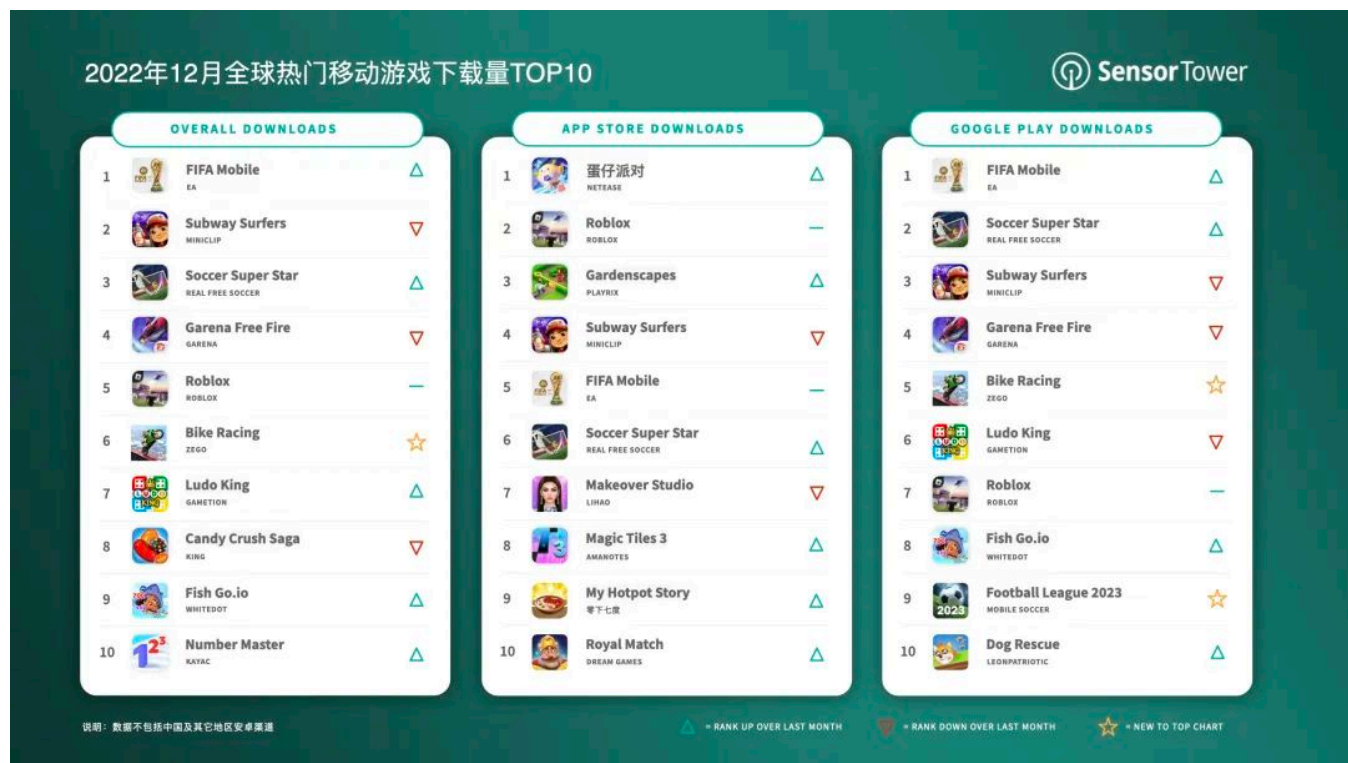 2022年12月全球热门移动游戏下载量TOP10
SensorTower
OVERALL DOWNLOADS
1
FIFA Mobile
EA
2
Subway Surfers
MINICLIP
3
Soccer Super Star
REAL FREE SOCCER
4
Garena Free Fire
GARENA
5
Roblox
ROBLOX
6
Bike Racing
ZEGO
7
Ludo King
GAMETION
8
Candy Crush Saga
KING
9
Fish Go.io
WHITEDOT
10
Number Master
KAYAC
APP STORE DOWNLOADS
1
蛋仔派对
NETEASE
2
Roblox
ROBLOX
3
Gardenscapes
PLAYRIX
4
Subway Surfers
MINICLIP
5
FIFA Mobile
EA
6
Soccer Super Star
REAL FREE SOCCER
7
Makeover Studio
LIHAO
8
Magic Tiles 3
AMANOTES
9
My Hotpot Story
零下七度
10
Royal Match
DREAM GAMES
GOOGLE PLAY DOWNLOADS
1
FIFA Mobile
EA
2
Soccer Super Star
REAL FREE SOCCER
3
Subway Surfers
MINICLIP
4
Garena Free Fire
GARENA
5
Bike Racing
ZEGO
6
LUDO
KING
Ludo King
GAMETION
7
Roblox
ROBLOX
8
Fish Go.io
WHITEDOT
9
2023
Football League 2023
MOBILE SOCCER
10
Dog Rescue
LEONPATRIOTIC
说明：数据不包括中国及其它地区安卓渠道
= RANK UP OVER LAST MONTH
= RANK DOWN OVER LAST MONTH
= NEW TO TOP CHART